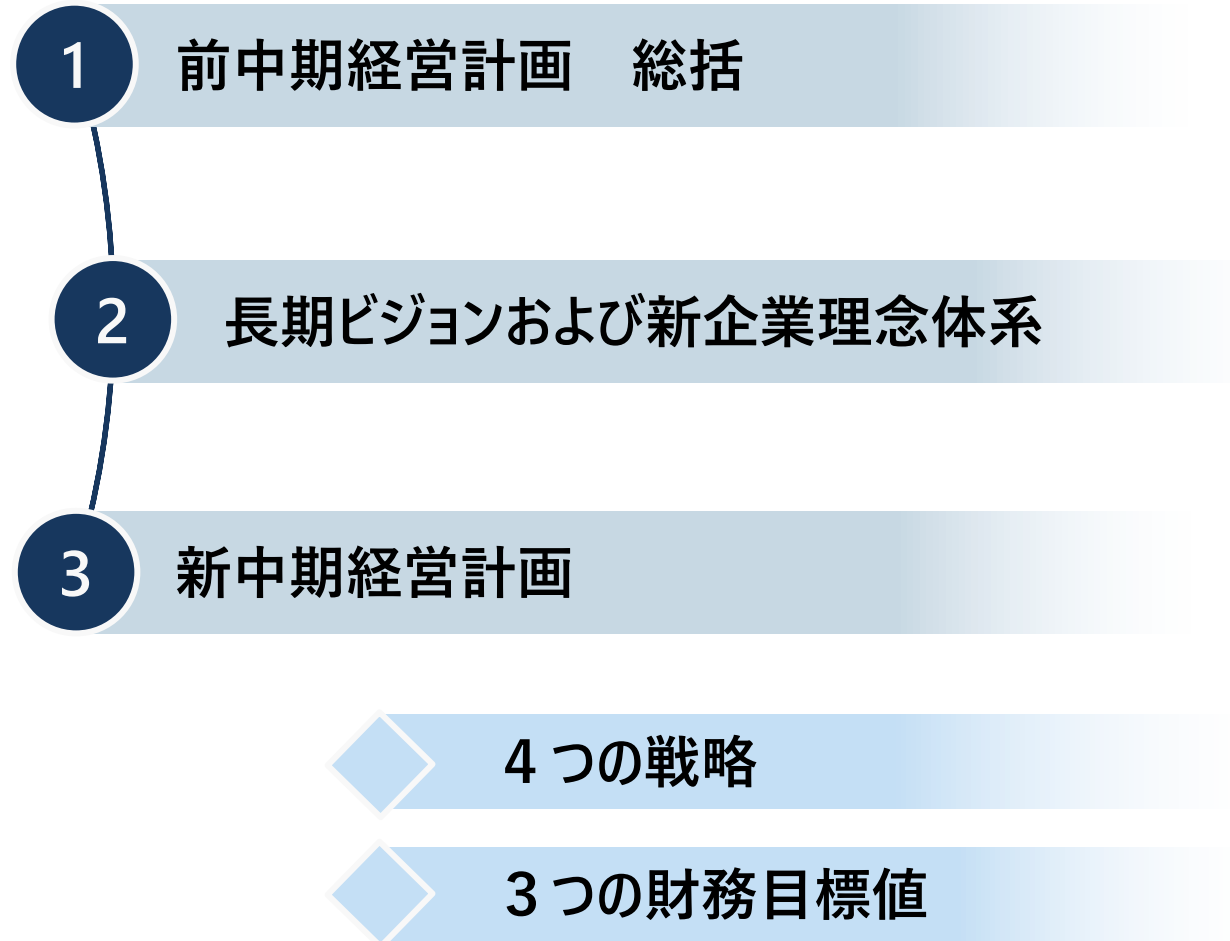 1 前中期経営計画　総括
2 長期ビジョンおよび新企業理念体系
3 新中期経営計画
4つの戦略
3つの財務目標値